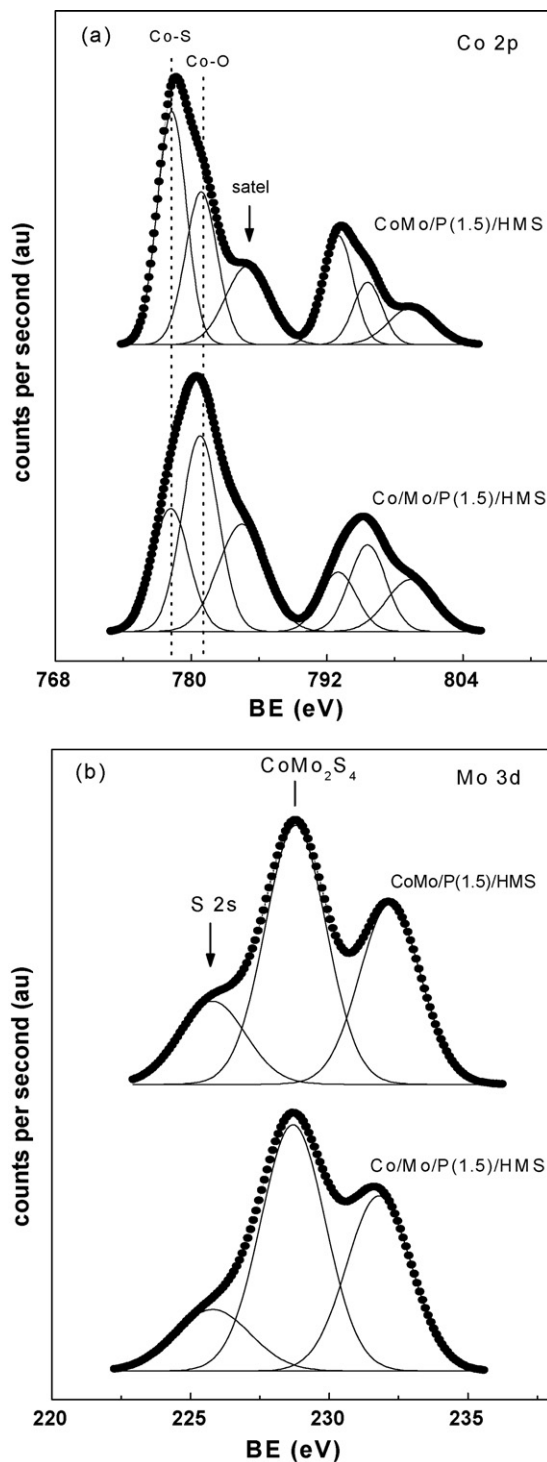 (a)
Co 2p
Co-S
Co-O
satel
CoMo/P(1.5)/HMS
Co/Mo/P(1.5)/HMS
counts per second (au)
768 780 792 804
BE (eV)
(b)
CoMo2S4
Mo 3d
S 2s
CoMo/P(1.5)/HMS
Co/Mo/P(1.5)/HMS
counts per second (au)
220 225 230 235
BE (eV)